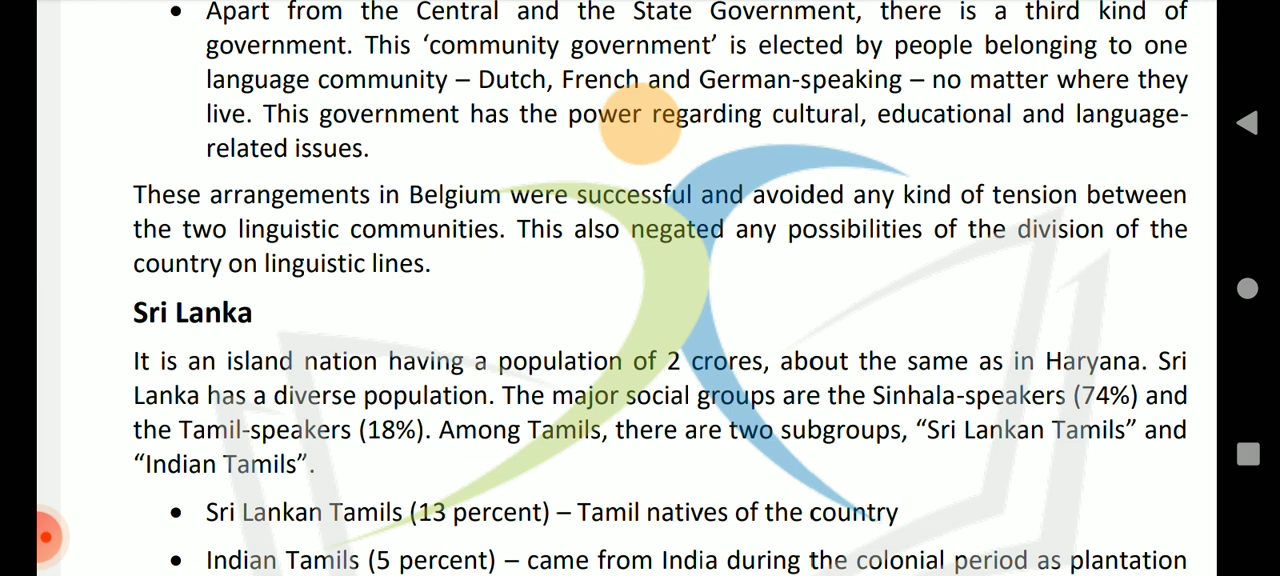 • Apart from the Central and the State Government, there is a third kind of
government. This ‘community government’ is elected by people belonging to one
language community – Dutch, French and German-speaking – no matter where they
live. This government has the power regarding cultural, educational and language-
related issues.
These arrangements in Belgium were successful and avoided any kind of tension between
the two linguistic communities. This also negated any possibilities of the division of the
country on linguistic lines.
Sri Lanka
It is an island nation having a population of 2 crores, about the same as in Haryana. Sri
Lanka has a diverse population. The major social groups are the Sinhala-speakers (74%) and
the Tamil-speakers (18%). Among Tamils, there are two subgroups, “Sri Lankan Tamils” and
“Indian Tamils”.
• Sri Lankan Tamils (13 percent) – Tamil natives of the country
• Indian Tamils (5 percent) – came from India during the colonial period as plantation